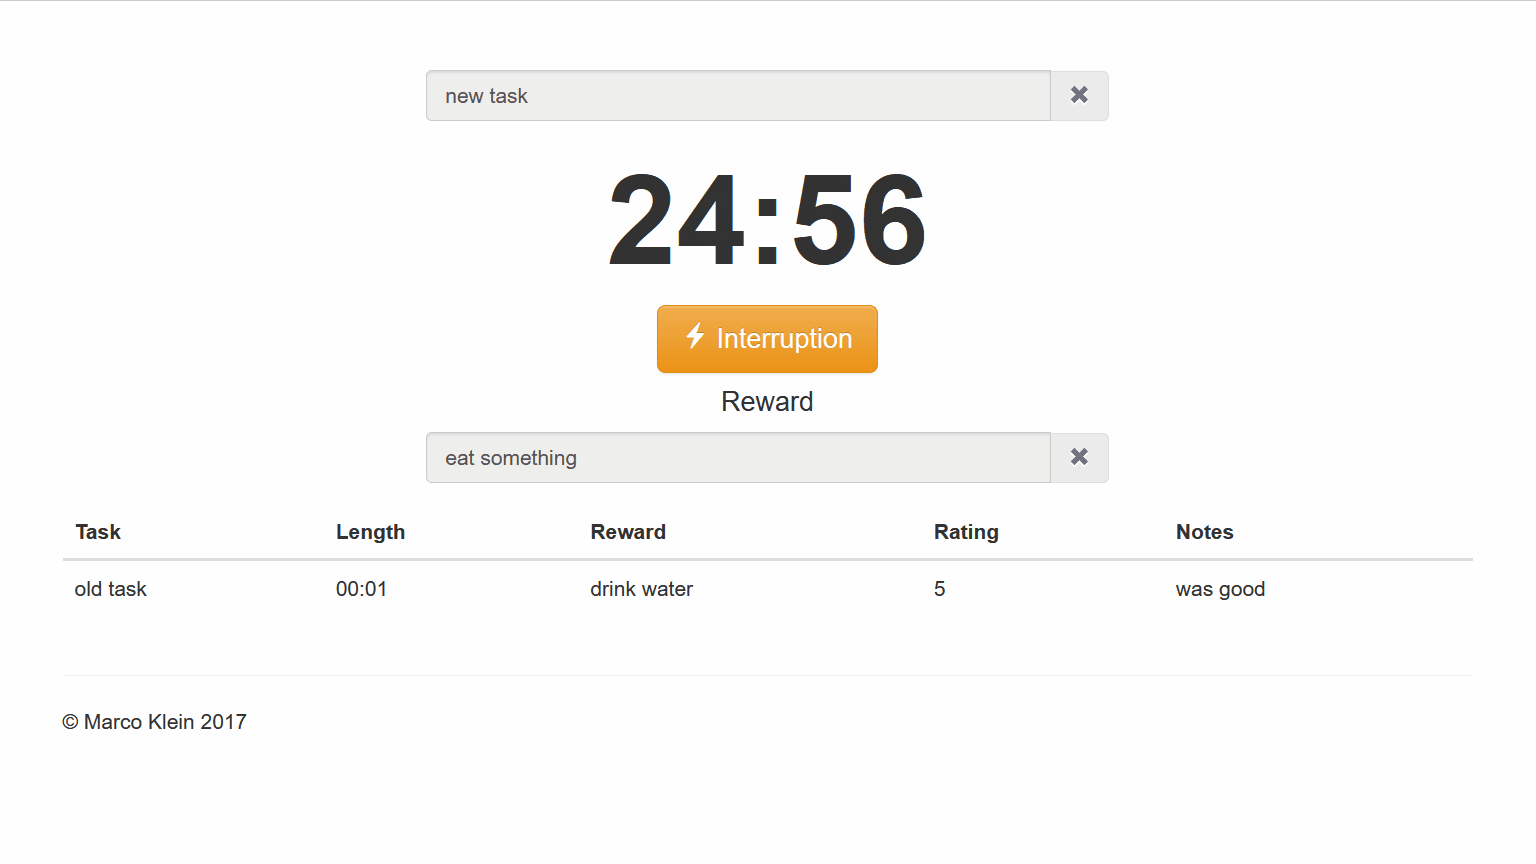 new task
24:56
Interruption
Reward
eat something
Task Length Reward Rating Notes
old task 00:01 drink water 5 was good
© Marco Klein 2017